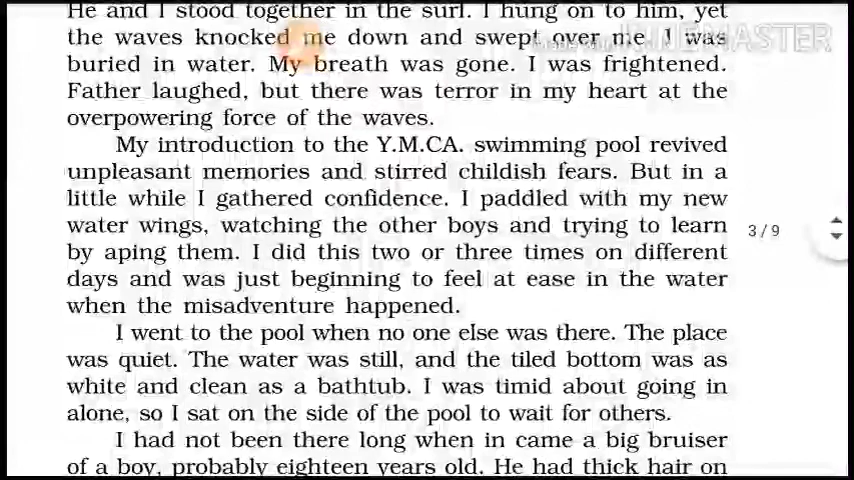 He and I stood together in the surf. I hung on to him, yet
the waves knocked me down and swept over me. I was
buried in water. My breath was gone. I was frightened.
Father laughed, but there was terror in my heart at the
overpowering force of the waves.
My introduction to the Y.M.CA. swimming pool revived
unpleasant memories and stirred childish fears. But in a
little while I gathered confidence. I paddled with my new
water wings, watching the other boys and trying to learn
by aping them. I did this two or three times on different
days and was just beginning to feel at ease in the water
when the misadventure happened.
I went to the pool when no one else was there. The place
was quiet. The water was still, and the tiled bottom was as
white and clean as a bathtub. I was timid about going in
alone, so I sat on the side of the pool to wait for others.
I had not been there long when in came a big bruiser
of a boy, probably eighteen years old. He had thick hair on
3 / 9
KINEMASTER